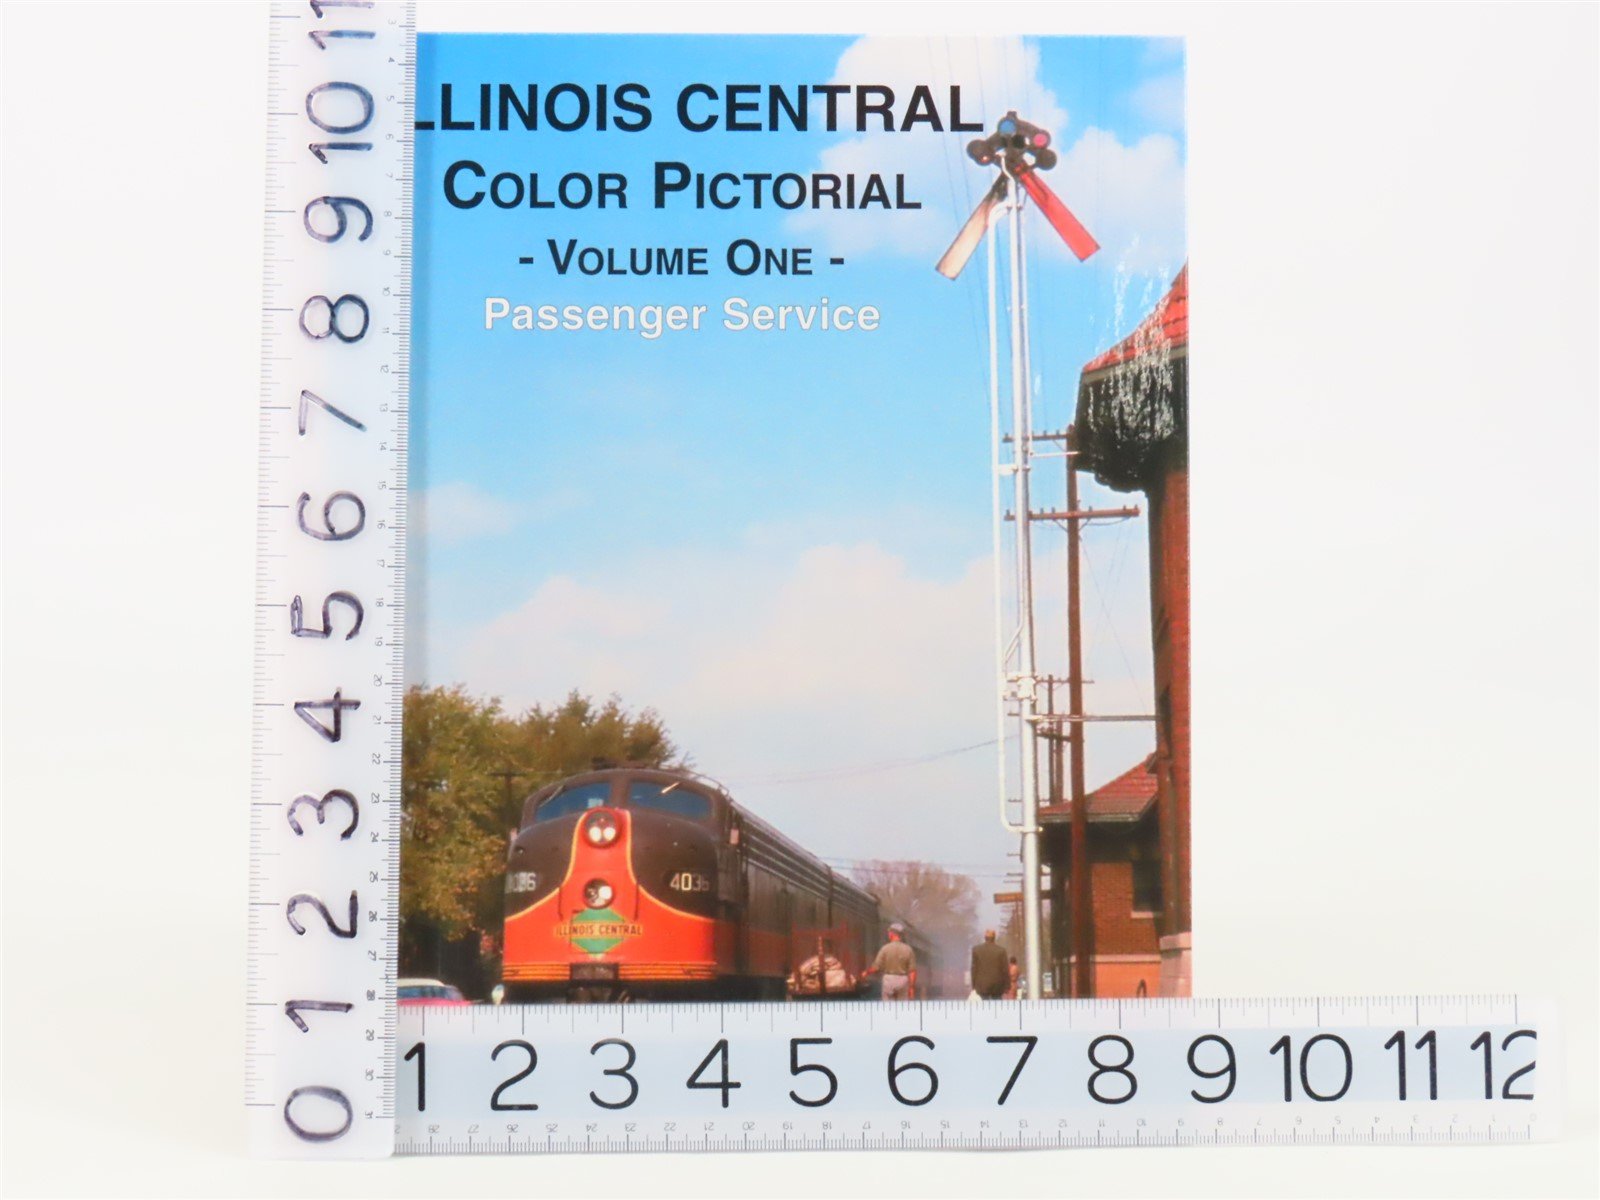 LLINOIS CENTRAL
COLOR PICTORIAL
- VOLUME ONE -
Passenger Service
4036
4036
ILLINOIS CENTRAL
11
10
9
8
7
6
5
4
3
2
1
0
1 2 3 4 5 6 7 8 9 10 11 12